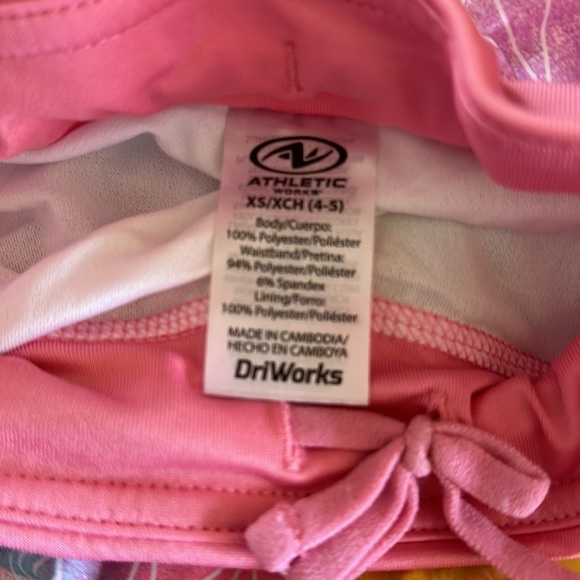 ATHLETIC
WORKS
XS/XCH (4-5)
Body/Cuerpo:
100% Polyester/Poliéster
Waistband/Pretina:
94% Polyester/Poliéster
6% Spandex
Lining/Forro:
100% Polyester/Poliéster
MADE IN CAMBODIA/
HECHO EN CAMBOYA
DriWorks